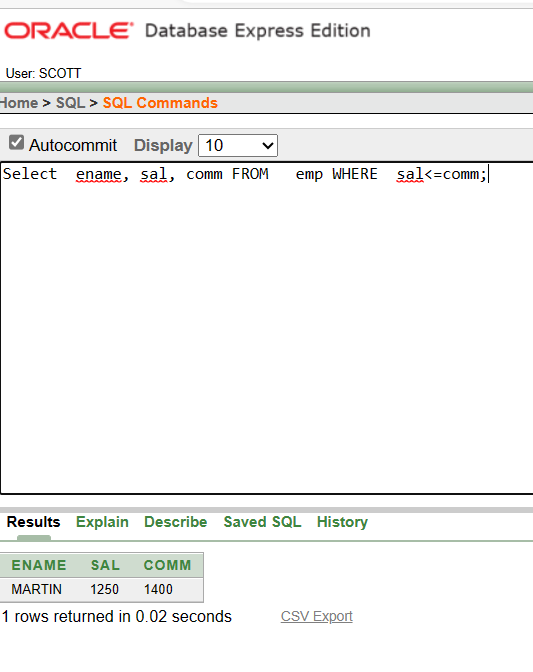 ORACLE® Database Express Edition
User: SCOTT
Home > SQL > SQL Commands
Autocommit Display 10
Select ename, sal, comm FROM emp WHERE sal<=comm;
Results Explain Describe Saved SQL History
ENAME SAL COMM
MARTIN 1250 1400
1 rows returned in 0.02 seconds CSV Export